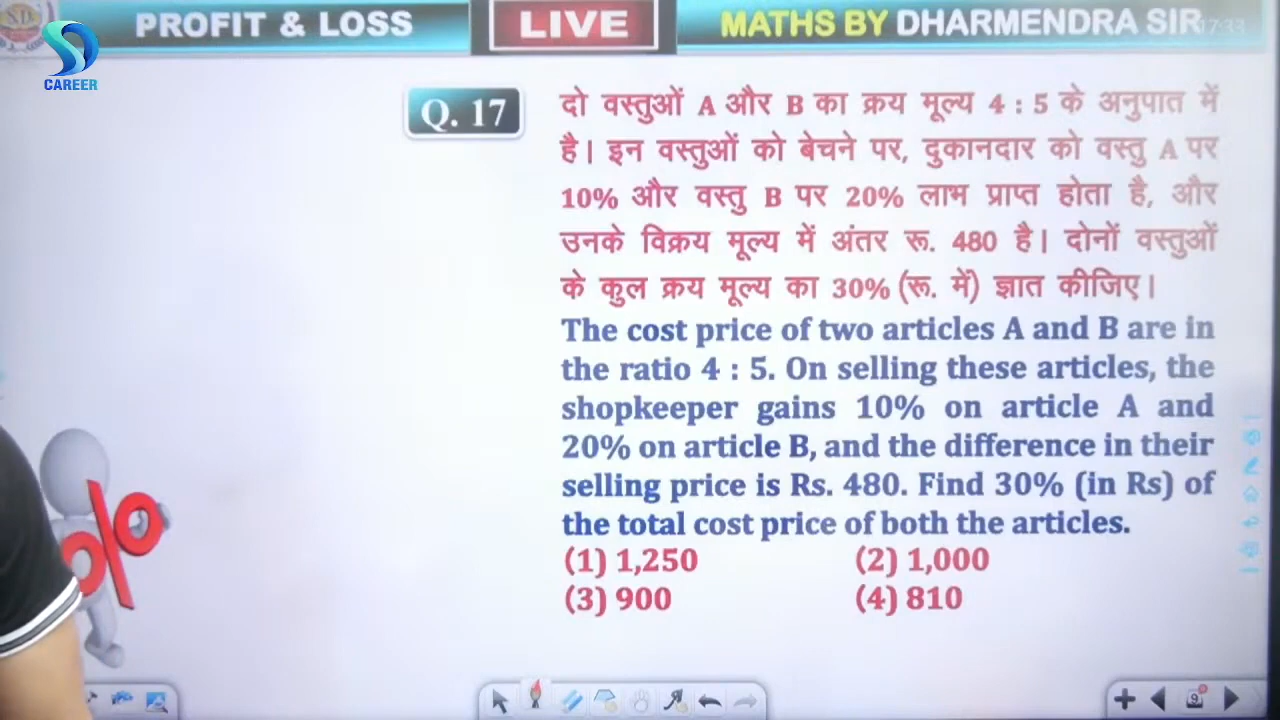 PROFIT & LOSS
LIVE
MATHS BY DHARMENDRA SIR
17:33
CAREER
Q. 17
दो वस्तुओं A और B का क्रय मूल्य 4 : 5 के अनुपात में
है। इन वस्तुओं को बेचने पर, दुकानदार को वस्तु A पर
10% और वस्तु B पर 20% लाभ प्राप्त होता है, और
उनके विक्रय मूल्य में अंतर रू. 480 है। दोनों वस्तुओं
के कुल क्रय मूल्य का 30% (रू. में) ज्ञात कीजिए।
The cost price of two articles A and B are in
the ratio 4 : 5. On selling these articles, the
shopkeeper gains 10% on article A and
20% on article B, and the difference in their
selling price is Rs. 480. Find 30% (in Rs) of
the total cost price of both the articles.
(1) 1,250 (2) 1,000
(3) 900 (4) 810
%
9